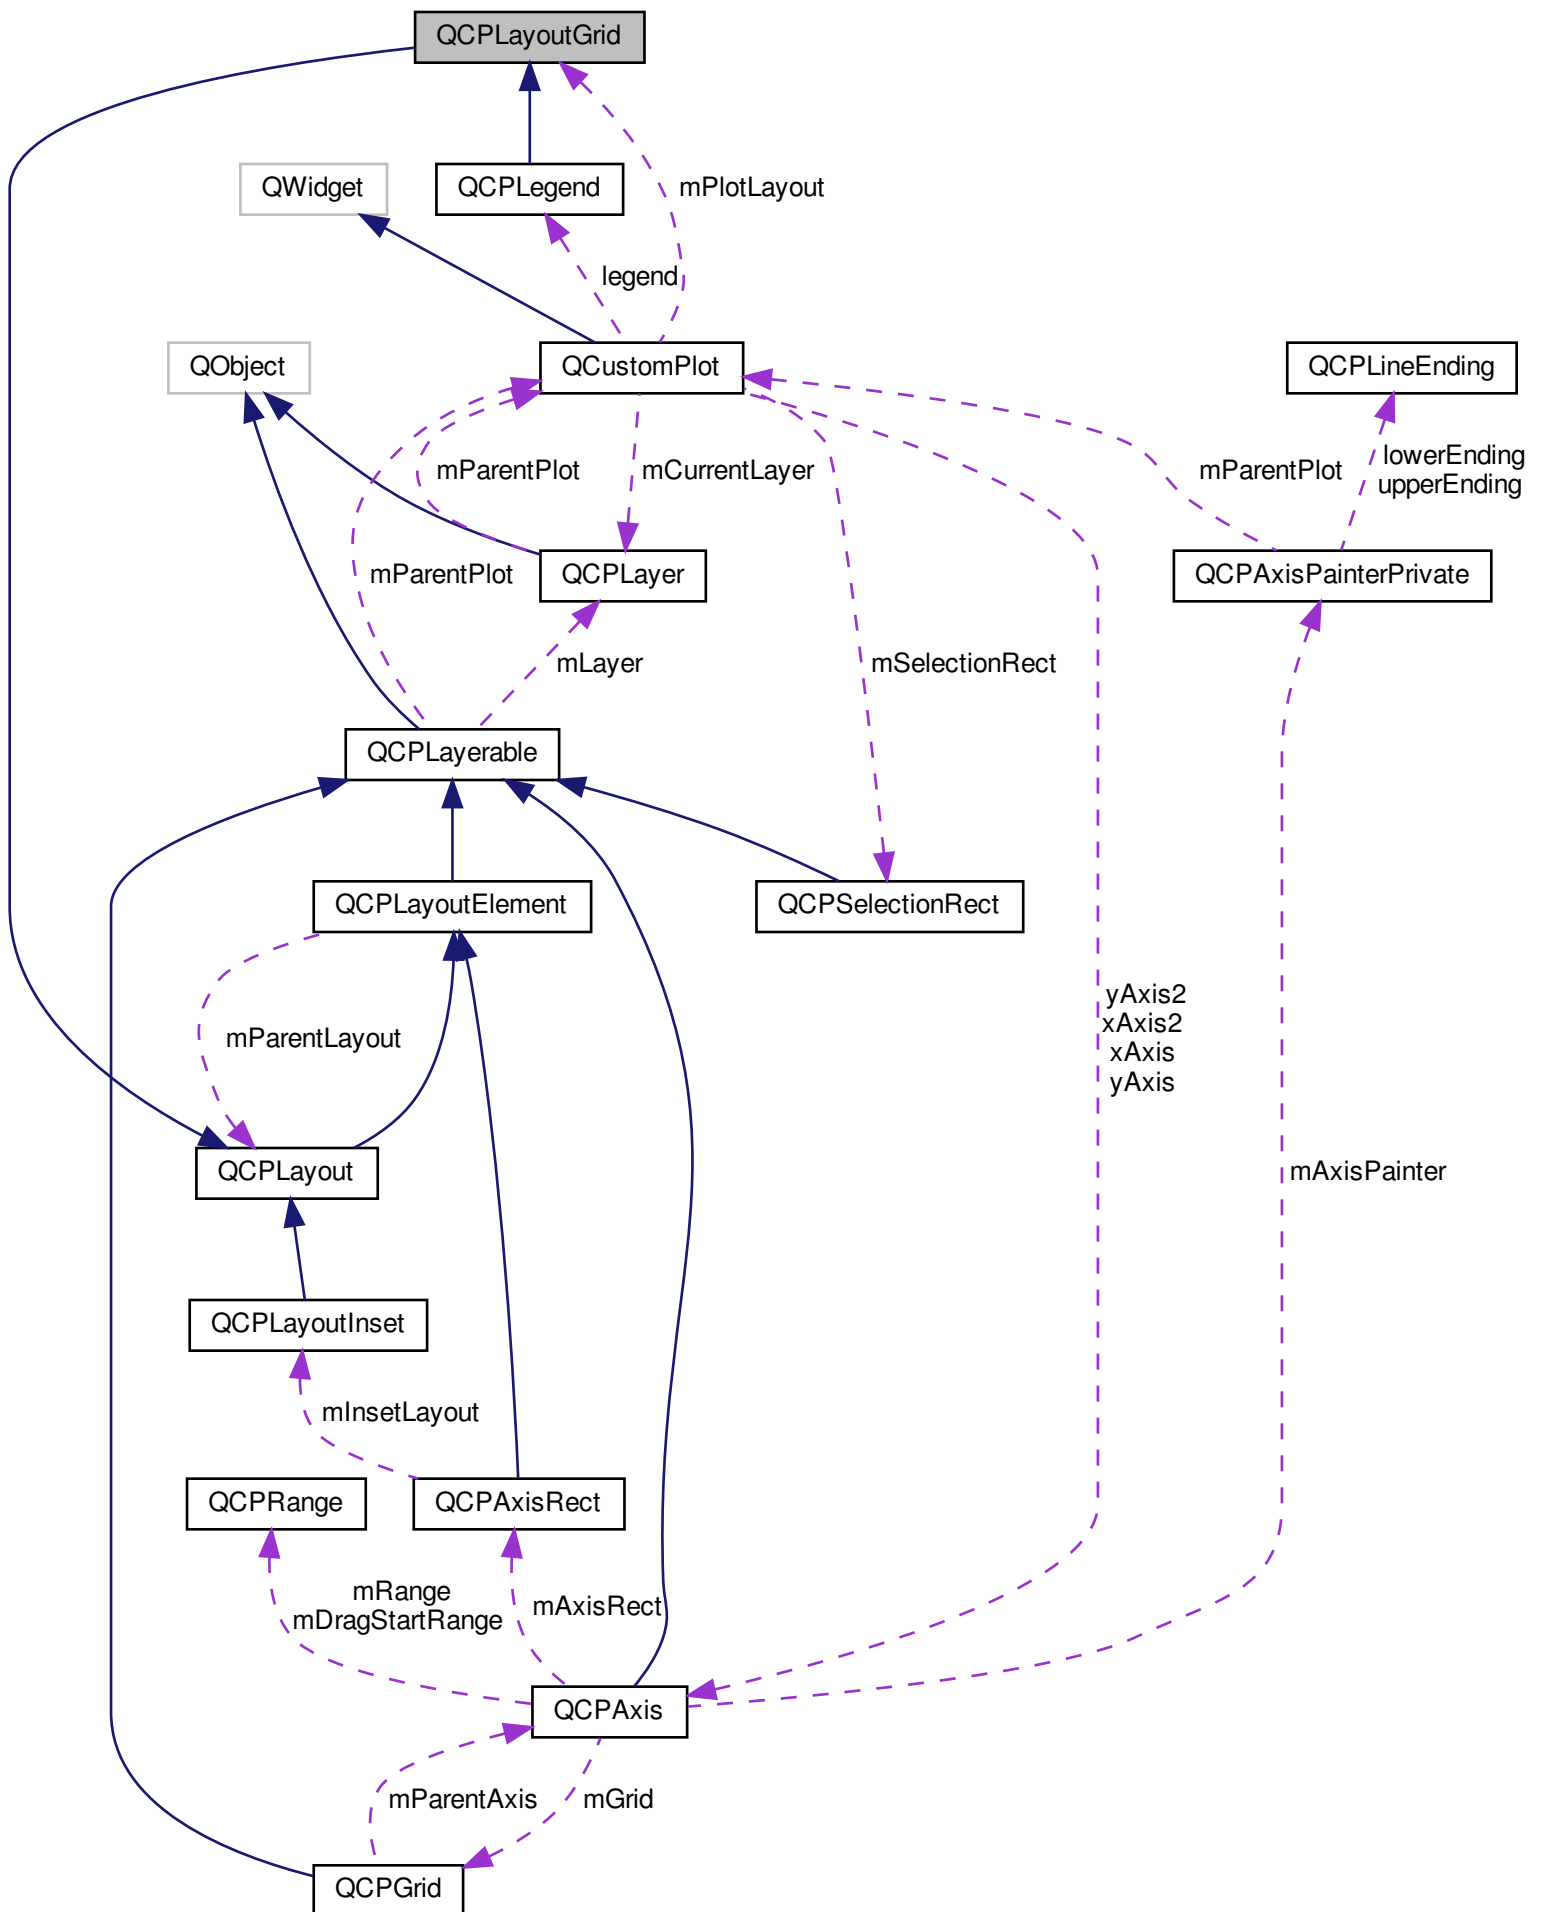 QCPLayoutGrid
QWidget
QCPLegend
mPlotLayout
legend
QObject
QCustomPlot
QCPLineEnding
mParentPlot
mCurrentLayer
mParentPlot
lowerEnding
upperEnding
mParentPlot
QCPLayer
QCPAxisPainterPrivate
mLayer
mSelectionRect
QCPLayerable
QCPLayoutElement
QCPSelectionRect
yAxis2
xAxis2
xAxis
yAxis
mParentLayout
QCPLayout
mAxisPainter
QCPLayoutInset
mInsetLayout
QCPRange
QCPAxisRect
mRange
mDragStartRange
mAxisRect
QCPAxis
mParentAxis
mGrid
QCPGrid